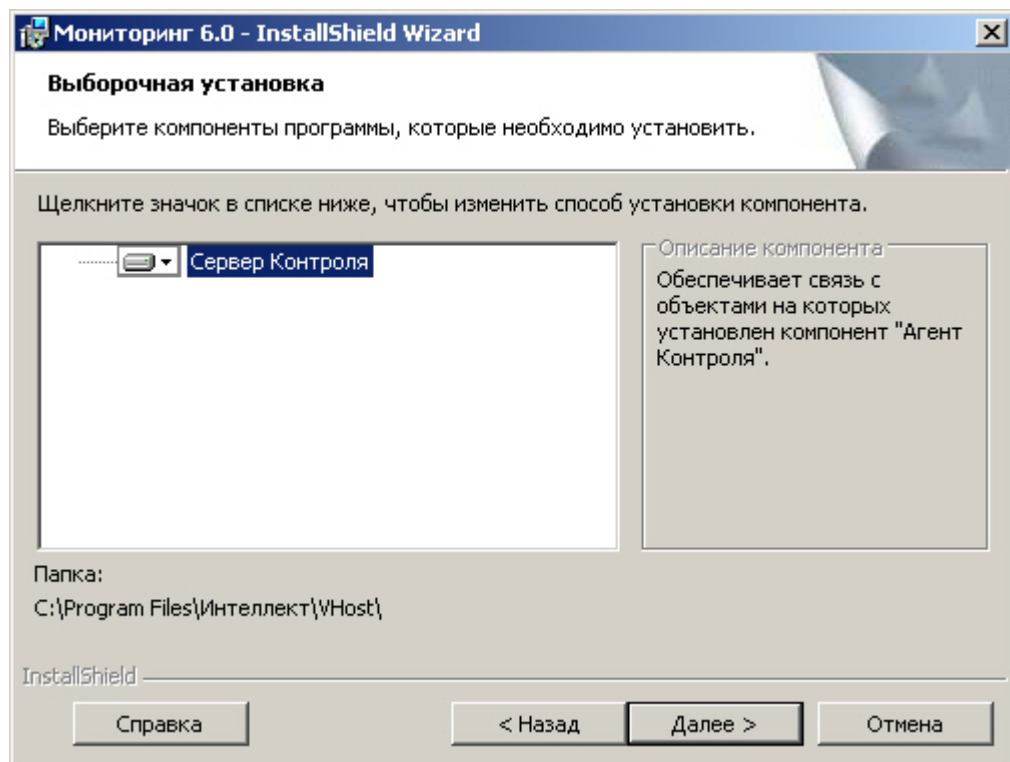 Мониторинг 6.0 - InstallShield Wizard
Выборочная установка
Выберите компоненты программы, которые необходимо установить.
Щелкните значок в списке ниже, чтобы изменить способ установки компонента.
Сервер Контроля
Описание компонента
Обеспечивает связь с
объектами на которых
установлен компонент "Агент
Контроля".
Папка:
C:\Program Files\Интеллект\VHost\
InstallShield
Справка
< Назад
Далее >
Отмена